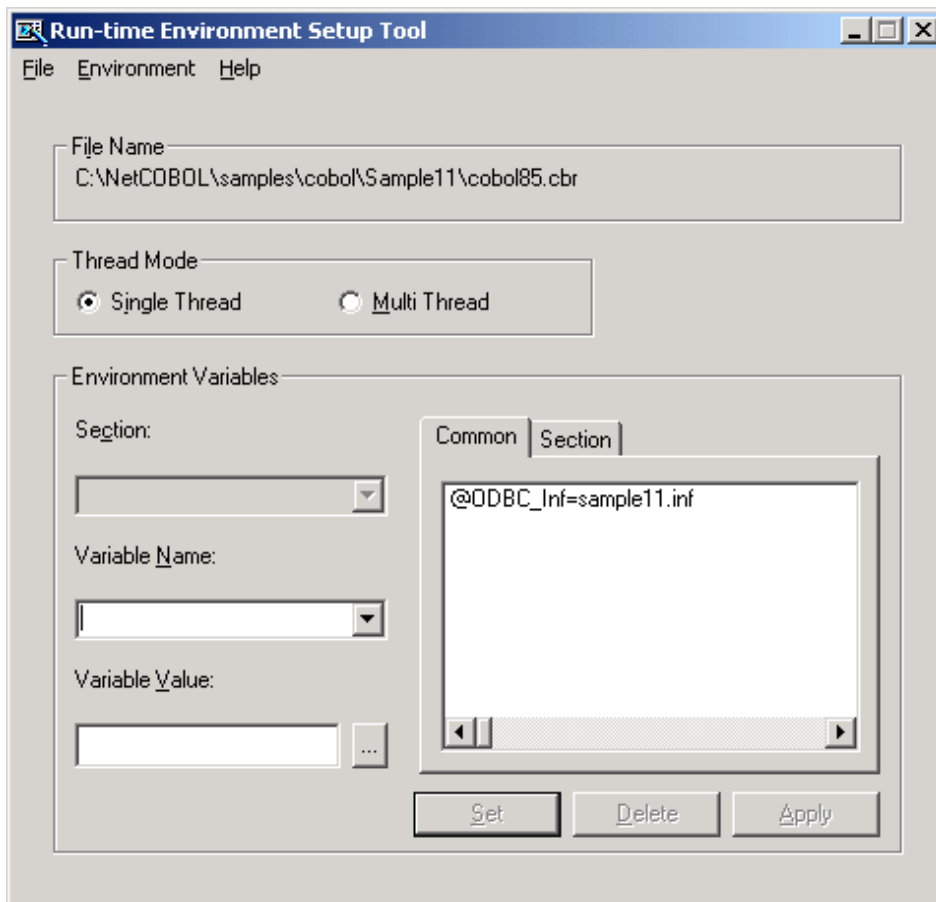 Run-time Environment Setup Tool
File Environment Help
File Name
C:\NetCOBOL\samples\cobol\Sample11\cobol85.cbr
Thread Mode
Single Thread Multi Thread
Environment Variables
Section:
Common Section
@ODBC_Inf=sample11.inf
Variable Name:
Variable Value:
...
Set Delete Apply